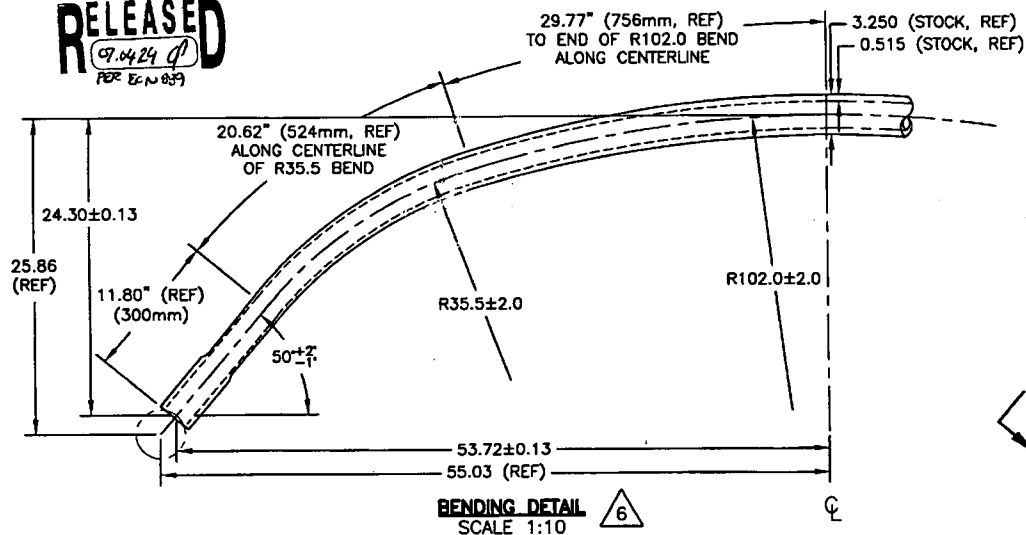 RELEASED
07.04.24
PER ECN 839
29.77" (756mm, REF)
TO END OF R102.0 BEND
ALONG CENTERLINE
3.250 (STOCK, REF)
0.515 (STOCK, REF)
20.62" (524mm, REF)
ALONG CENTERLINE
OF R35.5 BEND
24.30±0.13
25.86
(REF)
11.80" (REF)
(300mm)
R35.5±2.0
R102.0±2.0
50°+2°
-1°
53.72±0.13
55.03 (REF)
BENDING DETAIL
6
SCALE 1:10
℄